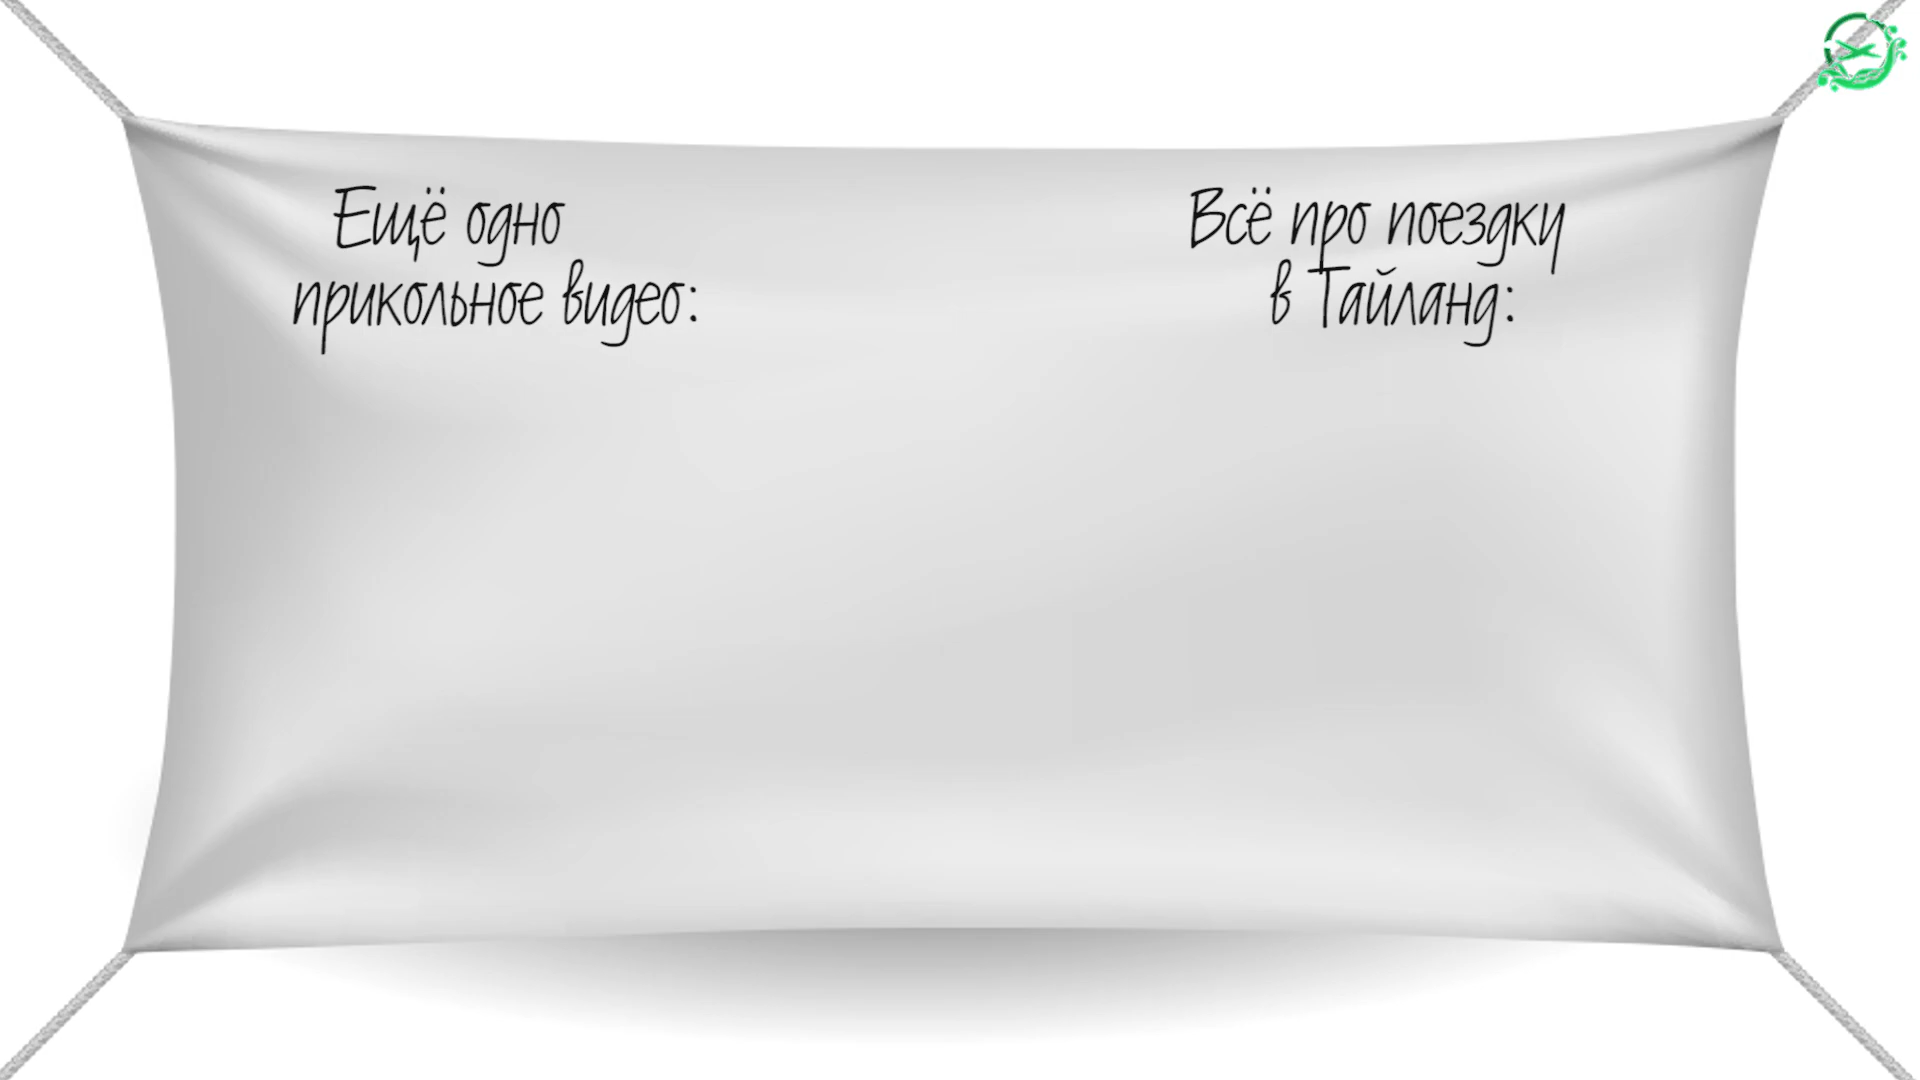 Ещё одно
прикольное видео:
Всё про поездку
в Тайланд: